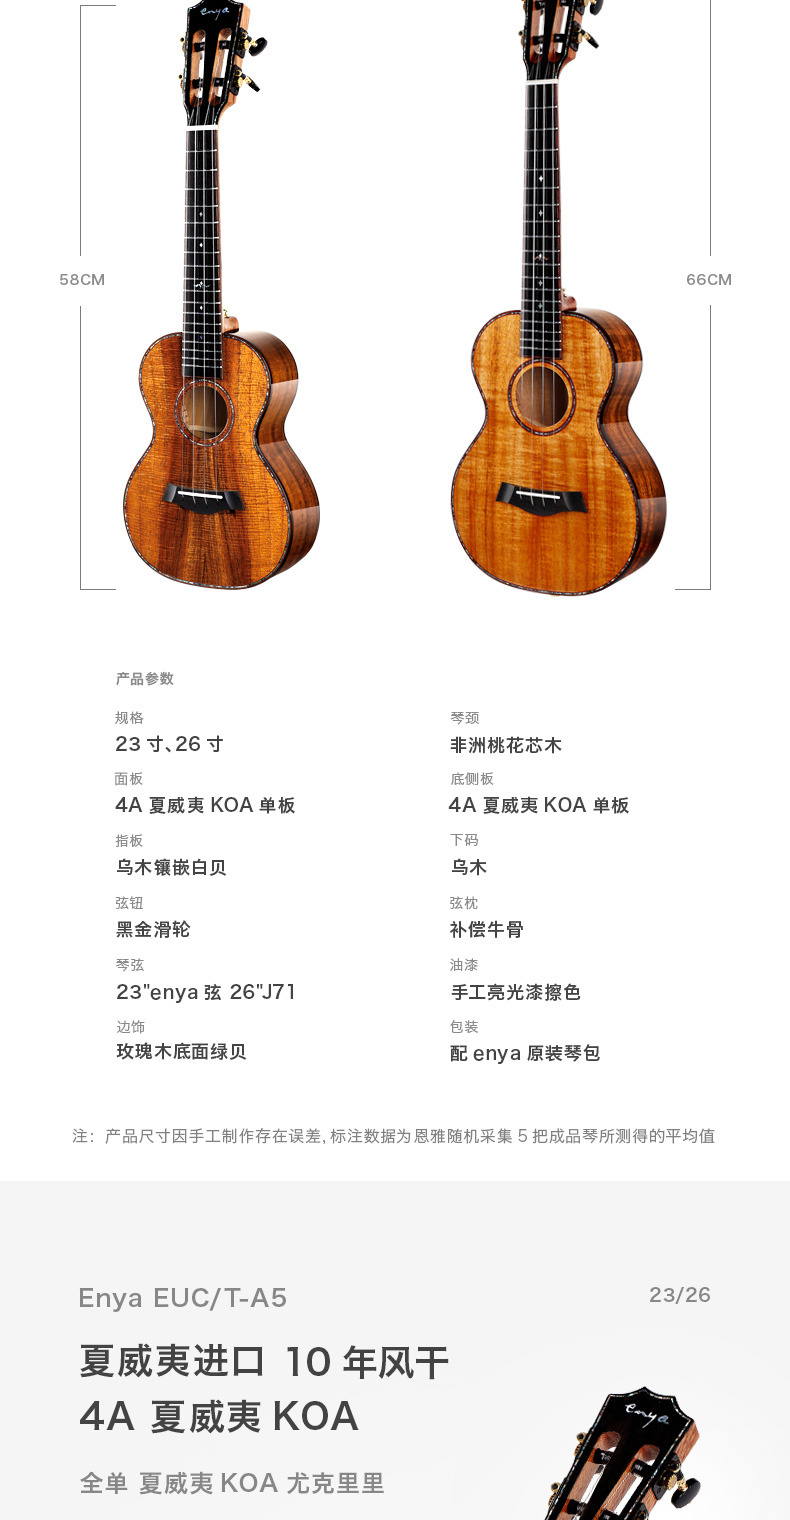 enya
58CM
66CM
产品参数
规格
23 寸、26 寸
琴颈
非洲桃花芯木
面板
4A 夏威夷 KOA 单板
底侧板
4A 夏威夷 KOA 单板
指板
乌木镶嵌白贝
下码
乌木
弦钮
黑金滑轮
弦枕
补偿牛骨
琴弦
23"enya 弦 26"J71
油漆
手工亮光漆擦色
边饰
玫瑰木底面绿贝
包装
配 enya 原装琴包
注：产品尺寸因手工制作存在误差, 标注数据为恩雅随机采集 5 把成品琴所测得的平均值
Enya EUC/T-A5
23/26
夏威夷进口 10 年风干
4A 夏威夷 KOA
enya
全单 夏威夷 KOA 尤克里里